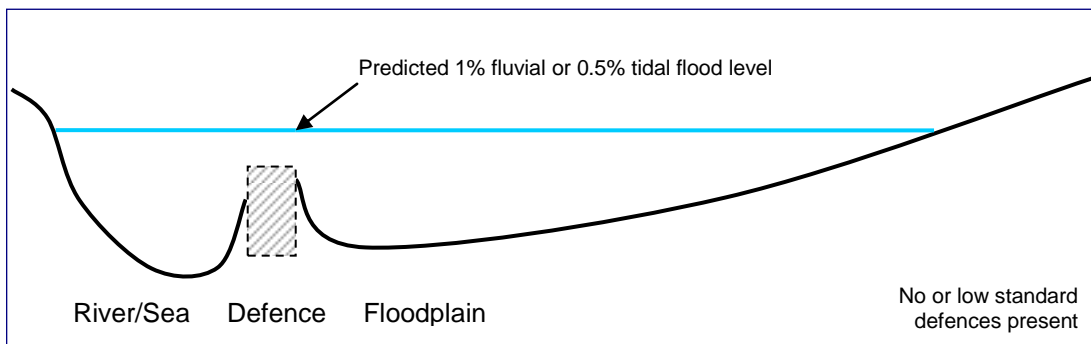 Predicted 1% fluvial or 0.5% tidal flood level
River/Sea Defence Floodplain
No or low standard
defences present